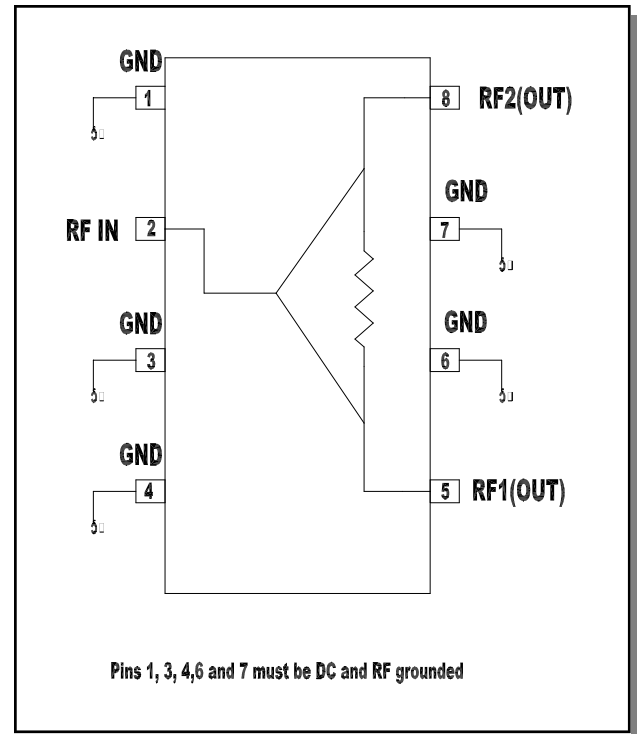 GND
1
8
RF2(OUT)
GND
RF IN
2
7
GND
GND
3
6
GND
4
5
RF1(OUT)
Pins 1, 3, 4,6 and 7 must be DC and RF grounded